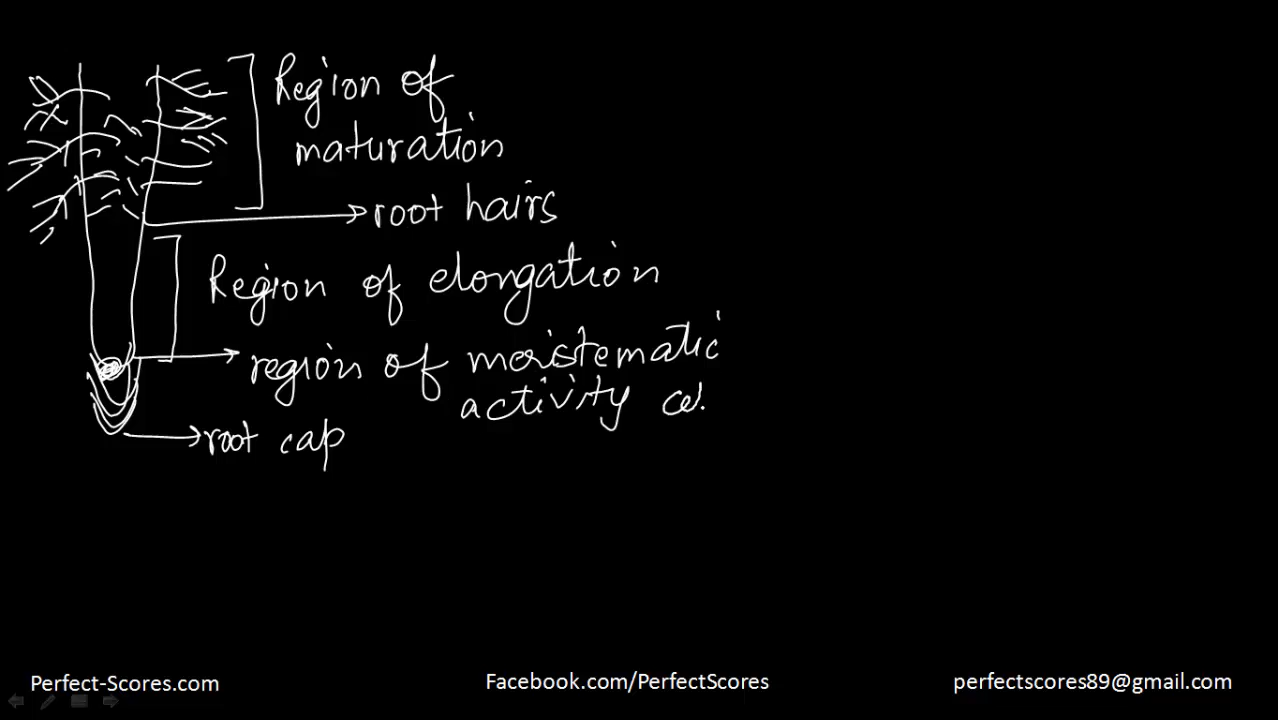 Region of
maturation
root hairs
Region of elongation
region of meristematic
activity
root cap
Perfect-Scores.com
Facebook.com/PerfectScores
perfectscores89@gmail.com